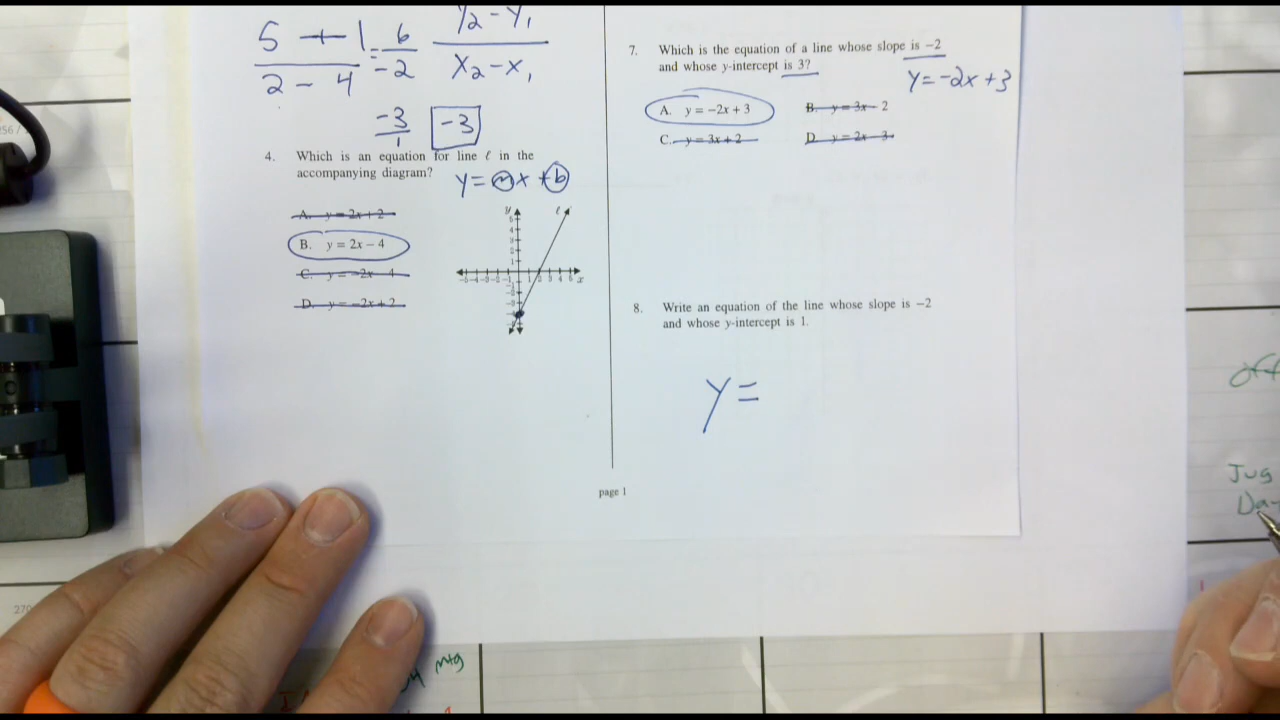 5 + 1 = 6 y₂ - y₁
2 - 4 -2 x₂ - x₁
-3
1
-3
4. Which is an equation for line ℓ in the
accompanying diagram?
y = mx + b
A. y = 2x + 2
B. y = 2x – 4
C. y = –2x – 4
D. y = –2x + 2
y
ℓ
x
7. Which is the equation of a line whose slope is –2
and whose y-intercept is 3?
y = -2x + 3
A. y = –2x + 3
B. y = 3x – 2
C. y = 3x + 2
D. y = 2x – 3
8. Write an equation of the line whose slope is –2
and whose y-intercept is 1.
y =
page 1
270
off
Jug
Mtg